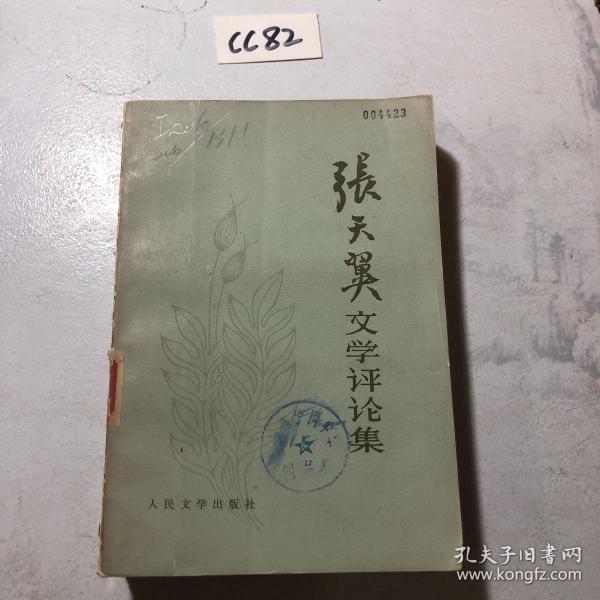 CC82
004423
張天翼
文学评论集
人民文学出版社
孔夫子旧书网
www.kongfz.com